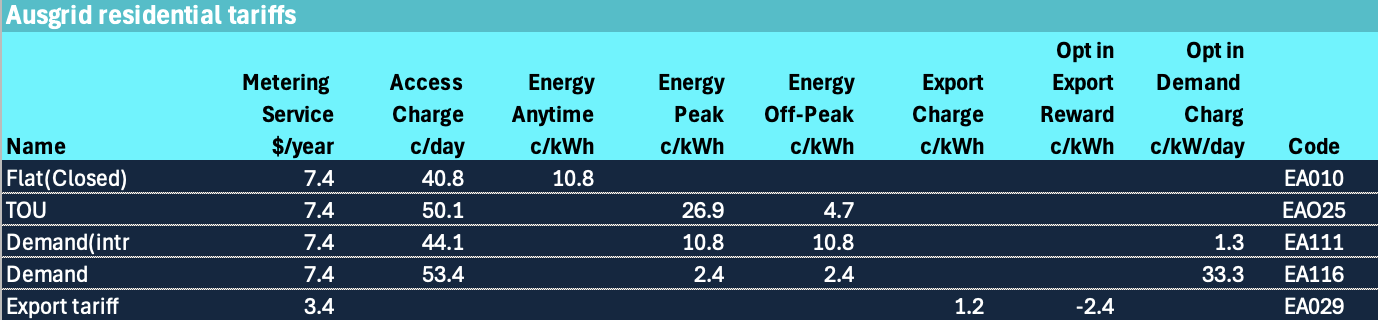 Ausgrid residential tariffs
Opt in Opt in
Metering Access Energy Energy Energy Export Export Demand
Service Charge Anytime Peak Off-Peak Charge Reward Charg
Name $/year c/day c/kWh c/kWh c/kWh c/kWh c/kWh c/kW/day Code
Flat(Closed) 7.4 40.8 10.8 EA010
TOU 7.4 50.1 26.9 4.7 EAO25
Demand(intr 7.4 44.1 10.8 10.8 1.3 EA111
Demand 7.4 53.4 2.4 2.4 33.3 EA116
Export tariff 3.4 1.2 -2.4 EA029